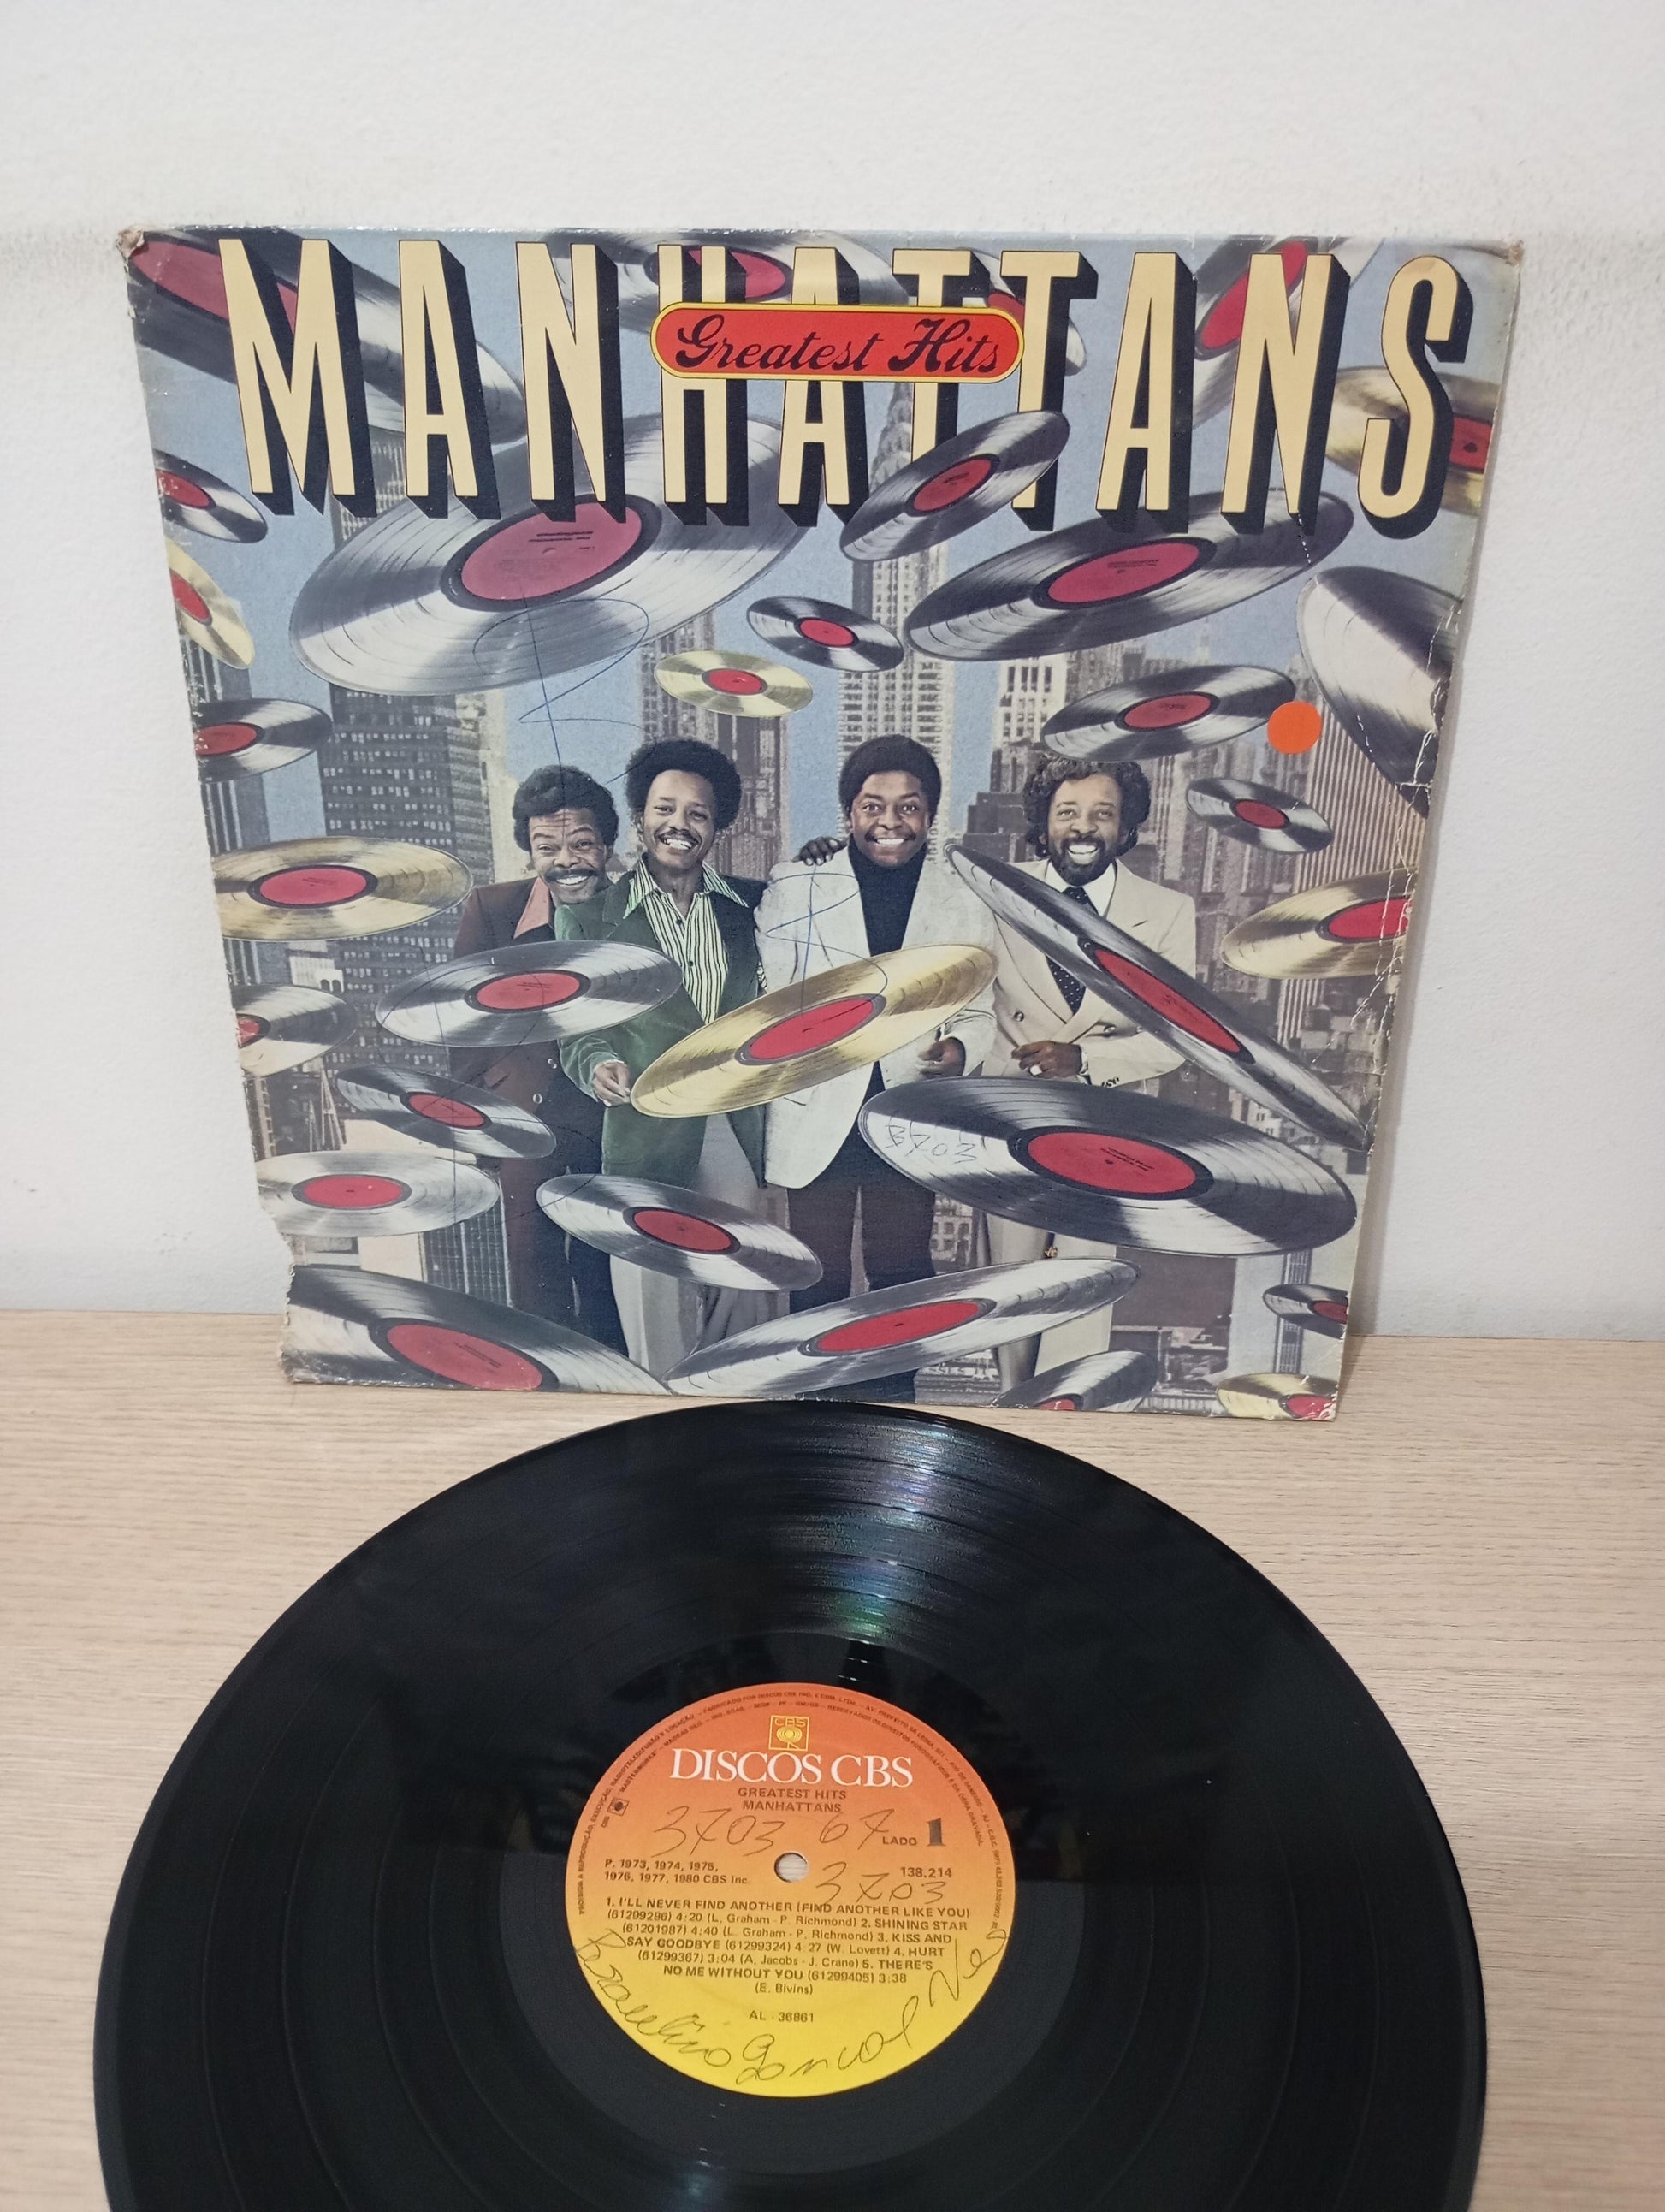 MANHATTANS
Greatest Hits
3703
CBS
DISCOS CBS
GREATEST HITS
MANHATTANS
3703 67
LADO 1
P. 1973, 1974, 1975,
1976, 1977, 1980 CBS Inc.
138.214
3703
1. I'LL NEVER FIND ANOTHER (FIND ANOTHER LIKE YOU)
(61299286) 4:20 (L. Graham - P. Richmond) 2. SHINING STAR
(61201987) 4:40 (L. Graham - P. Richmond) 3. KISS AND
SAY GOODBYE (61299324) 4:27 (W. Lovett) 4. HURT
(61299367) 3:04 (A. Jacobs - J. Crane) 5. THERE'S
NO ME WITHOUT YOU (61299405) 3:38
(E. Bivins)
AL - 36861